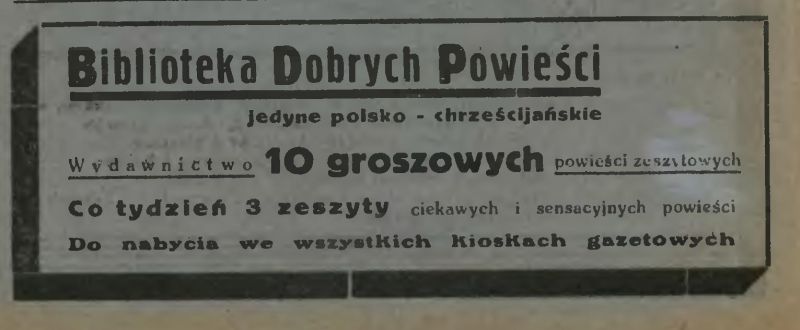 Biblioteka Dobrych Powieści
jedyne polsko - chrześcijańskie
Wydawnictwo 10 groszowych powieści zeszytowych
Co tydzień 3 zeszyty ciekawych i sensacyjnych powieści
Do nabycia we wszystkich kioskach gazetowych